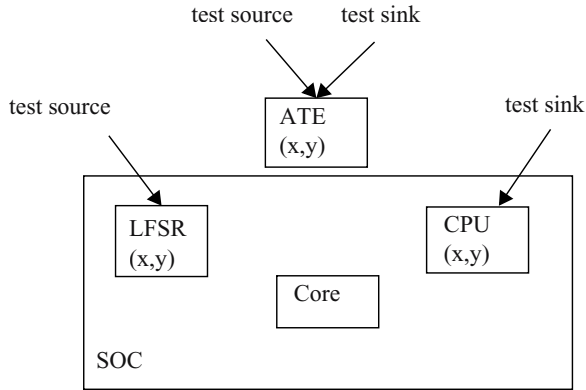 test source
test sink
test source
test sink
ATE
(x,y)
LFSR
(x,y)
CPU
(x,y)
Core
SOC